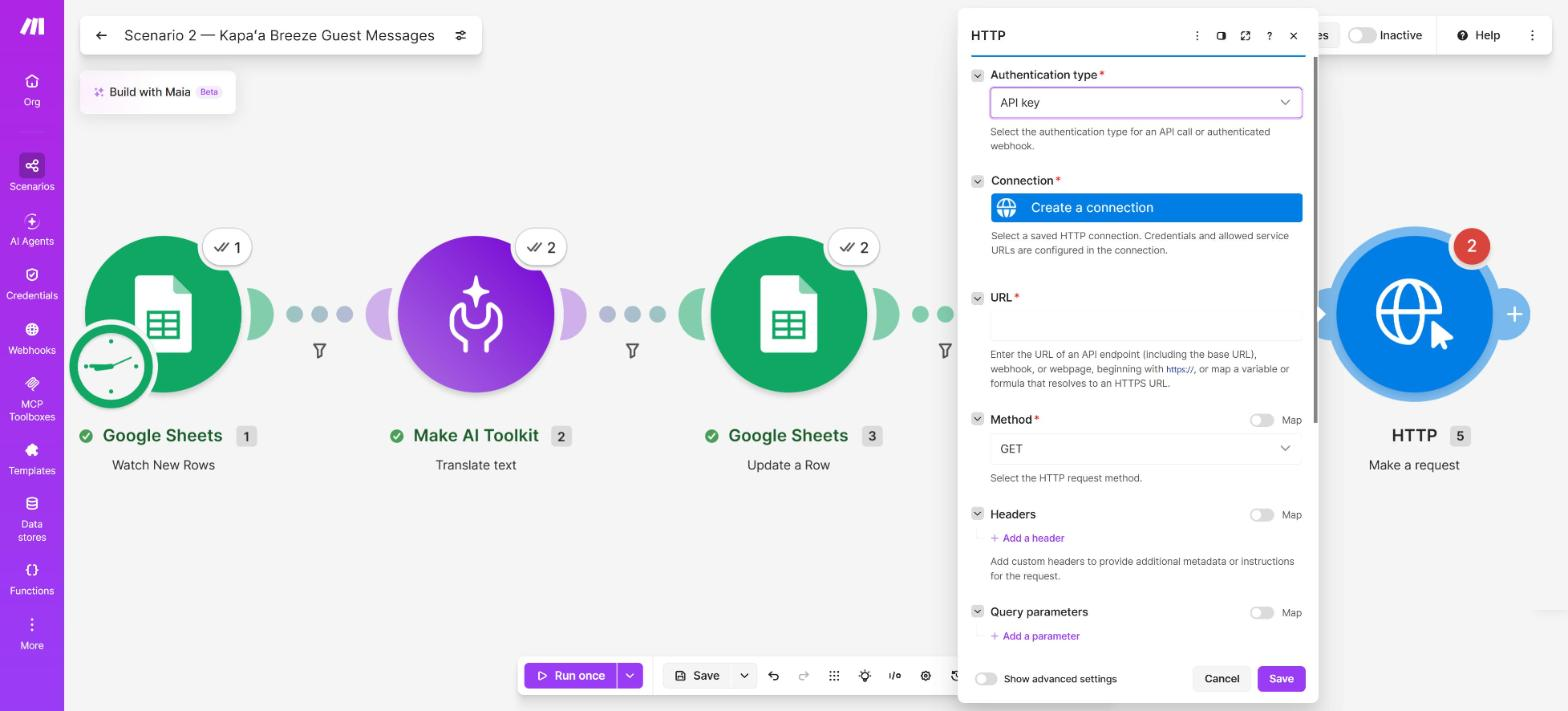 Scenario 2 — Kapaʻa Breeze Guest Messages
Build with Maia Beta
Org
Scenarios
AI Agents
Credentials
Webhooks
MCP
Toolboxes
Templates
Data
stores
Functions
More
1
Google Sheets 1
Watch New Rows
2
Make AI Toolkit 2
Translate text
2
Google Sheets 3
Update a Row
Run once
Save
HTTP
Authentication type*
API key
Select the authentication type for an API call or authenticated
webhook.
Connection*
Create a connection
Select a saved HTTP connection. Credentials and allowed service
URLs are configured in the connection.
URL*
Enter the URL of an API endpoint (including the base URL),
webhook, or webpage, beginning with https://, or map a variable or
formula that resolves to an HTTPS URL.
Method* Map
GET
Select the HTTP request method.
Headers Map
+ Add a header
Add custom headers to provide additional metadata or instructions
for the request.
Query parameters Map
+ Add a parameter
Show advanced settings
Cancel
Save
Inactive
Help
2
HTTP 5
Make a request